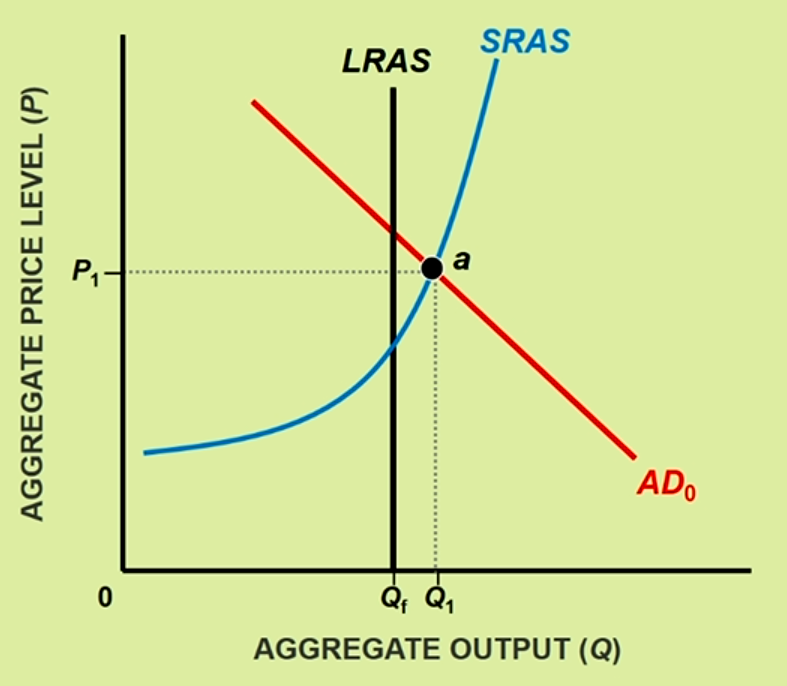 SRAS
LRAS
AGGREGATE PRICE LEVEL (P)
a
P₁
AD₀
0
Qf Q₁
AGGREGATE OUTPUT (Q)